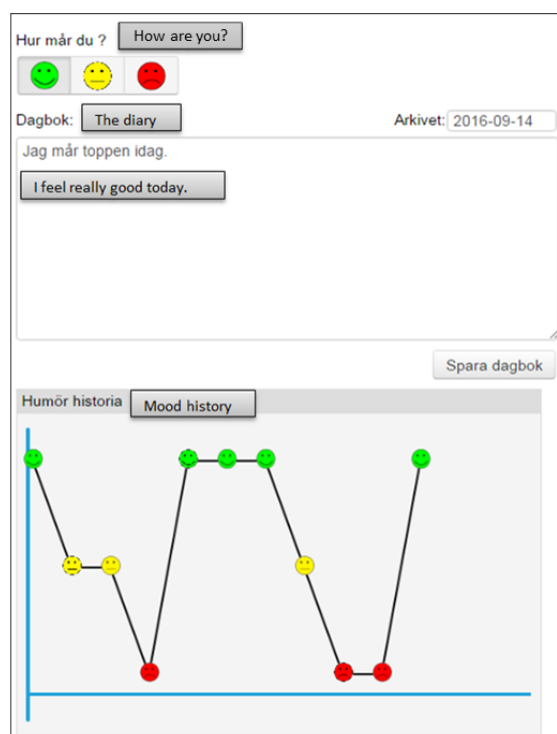 Hur mår du ? How are you?
Dagbok: The diary Arkivet: 2016-09-14
Jag mår toppen idag.
I feel really good today.
Spara dagbok
Humör historia Mood history